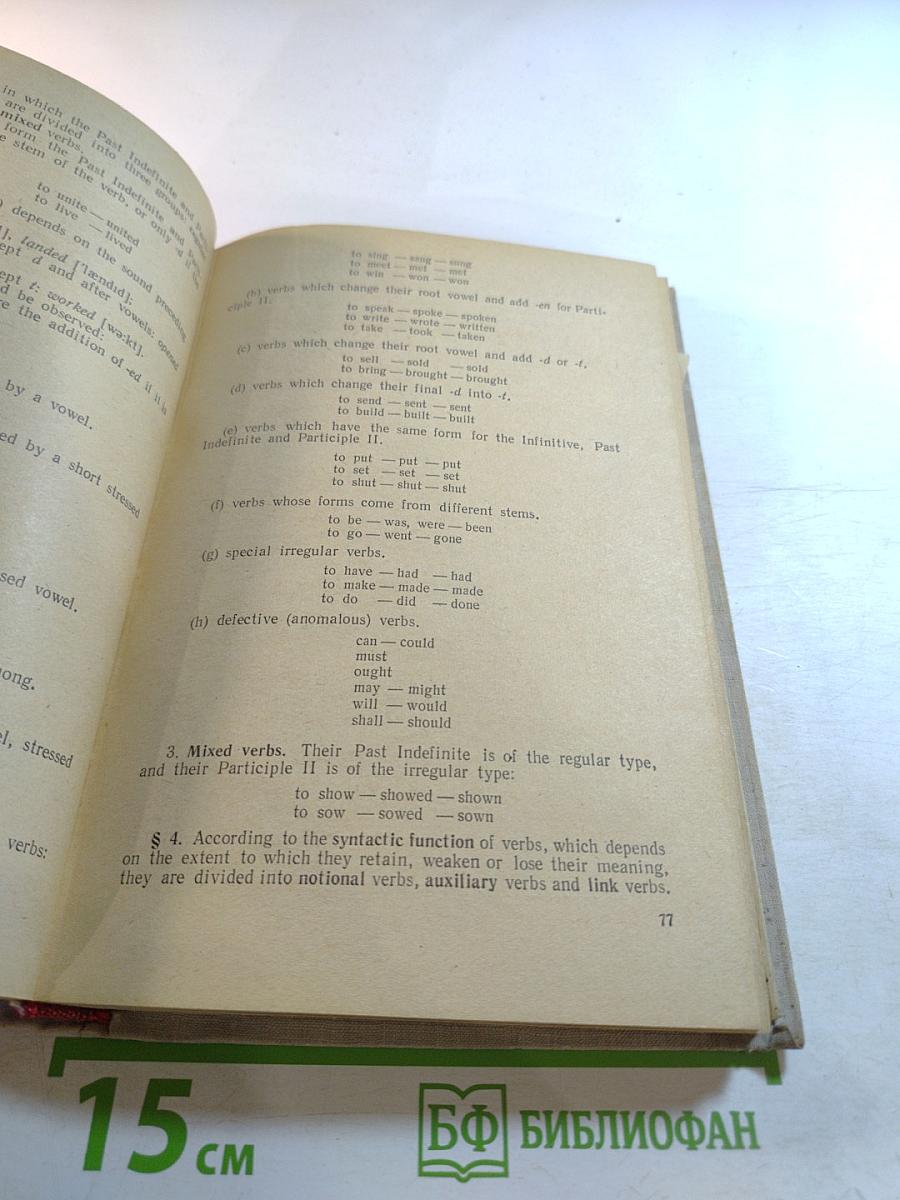 in which the Past Indefinite and
are divided into three groups:
mixed verbs.
form the Past Indefinite and
stem of the verb, or only -d if the
to unite — united
to live — lived
depends on the sound preceding
landed ['lændɪd];
d and after vowels: opened
t: worked [wə:kt].
d be observed:
the addition of -ed if it is
by a vowel.
ed by a short stressed
sed vowel.
ong.
l, stressed
verbs:
to sing — sang — sung
to meet — met — met
to win — won — won
(b) verbs which change their root vowel and add -en for Parti-
ciple II.
to speak — spoke — spoken
to write — wrote — written
to take — took — taken
(c) verbs which change their root vowel and add -d or -t.
to sell — sold — sold
to bring — brought — brought
(d) verbs which change their final -d into -t.
to send — sent — sent
to build — built — built
(e) verbs which have the same form for the Infinitive, Past
Indefinite and Participle II.
to put — put — put
to set — set — set
to shut — shut — shut
(f) verbs whose forms come from different stems.
to be — was, were — been
to go — went — gone
(g) special irregular verbs.
to have — had — had
to make — made — made
to do — did — done
(h) defective (anomalous) verbs.
can — could
must
ought
may — might
will — would
shall — should
3. Mixed verbs. Their Past Indefinite is of the regular type,
and their Participle II is of the irregular type:
to show — showed — shown
to sow — sowed — sown
§ 4. According to the syntactic function of verbs, which depends
on the extent to which they retain, weaken or lose their meaning,
they are divided into notional verbs, auxiliary verbs and link verbs.
77
15 см
БФ БИБЛИОФАН